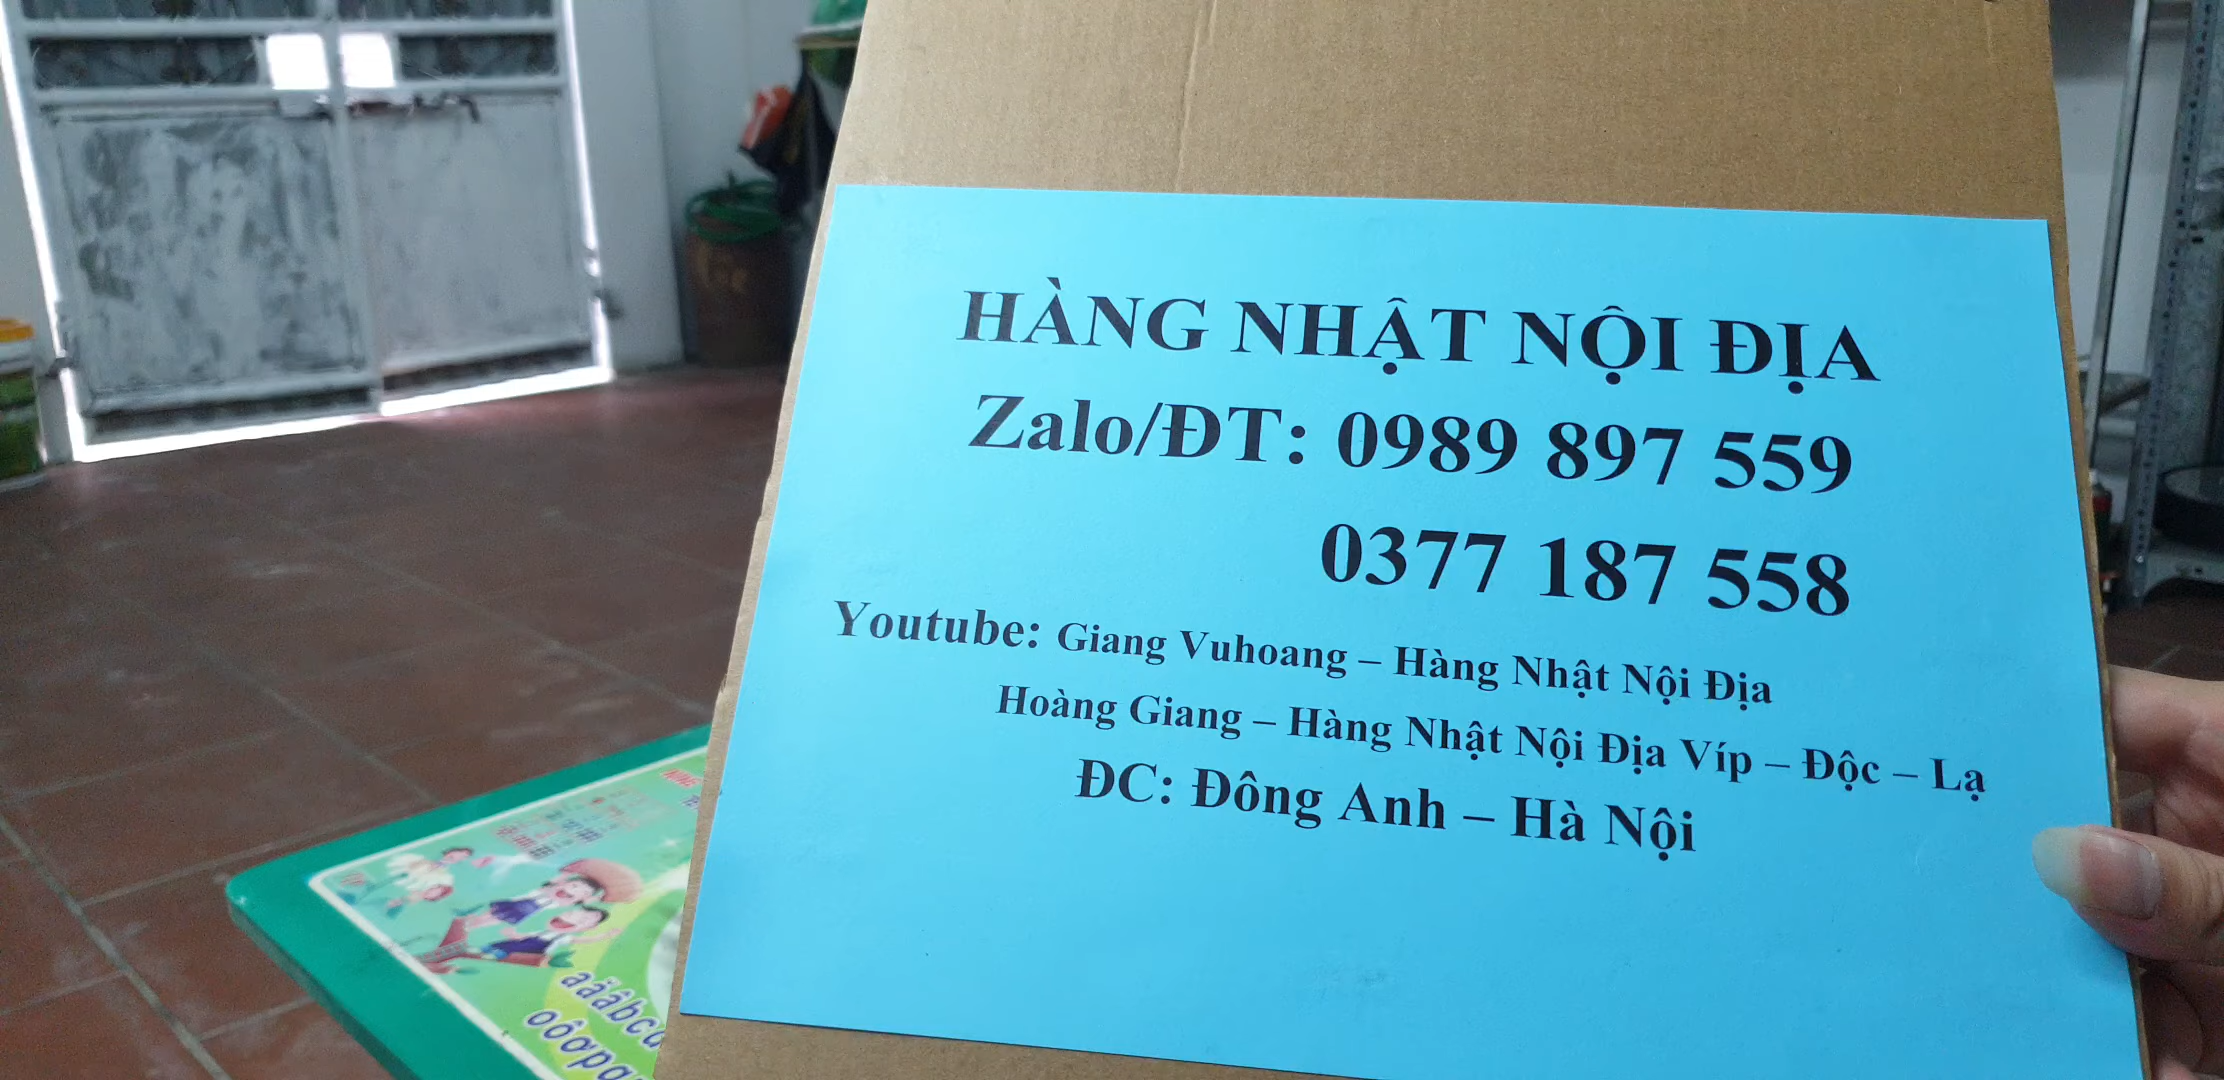 HÀNG NHẬT NỘI ĐỊA
Zalo/ĐT: 0989 897 559
0377 187 558
Youtube: Giang Vuhoang – Hàng Nhật Nội Địa
Hoàng Giang – Hàng Nhật Nội Địa Víp – Độc – Lạ
ĐC: Đông Anh – Hà Nội